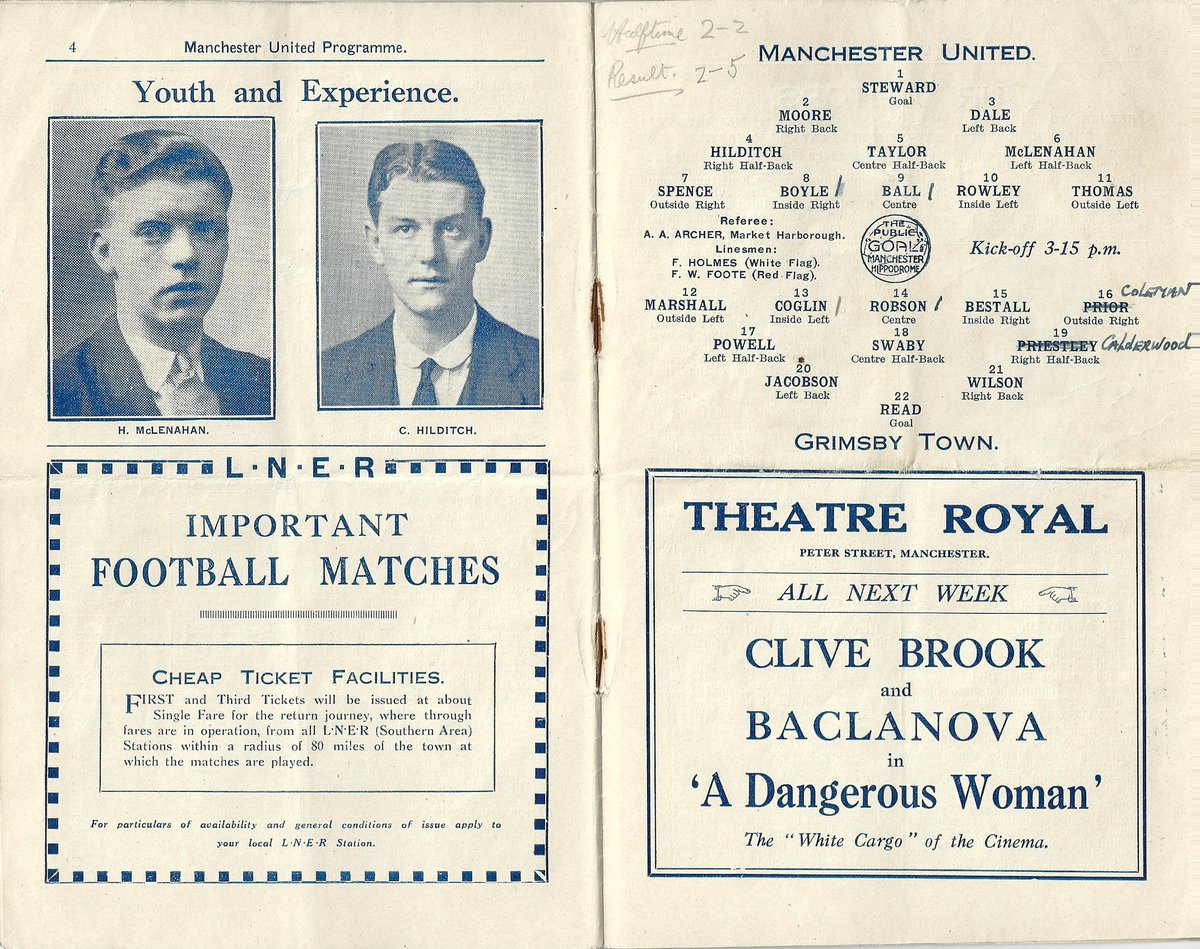 4 Manchester United Programme.
Youth and Experience.
H. McLENAHAN.
C. HILDITCH.
L·N·E·R
IMPORTANT
FOOTBALL MATCHES
CHEAP TICKET FACILITIES.
FIRST and Third Tickets will be issued at about
Single Fare for the return journey, where through
fares are in operation, from all L·N·E·R (Southern Area)
Stations within a radius of 80 miles of the town at
which the matches are played.
For particulars of availability and general conditions of issue apply to
your local L·N·E·R Station.
Halftime 2-2
Result. 2-5
MANCHESTER UNITED.
1
STEWARD
Goal
2 3
MOORE DALE
Right Back Left Back
4 5 6
HILDITCH TAYLOR McLENAHAN
Right Half-Back Centre Half-Back Left Half-Back
7 8 9 10 11
SPENCE BOYLE / BALL / ROWLEY THOMAS
Outside Right Inside Right Centre Inside Left Outside Left
Referee:
A. A. ARCHER, Market Harborough.
Linesmen:
F. HOLMES (White Flag).
F. W. FOOTE (Red Flag).
THE
PUBLIC
GOAL
MANCHESTER
HIPPODROME
Kick-off 3-15 p.m.
12 13 14 15 16 COLEMAN
MARSHALL COGLIN / ROBSON / BESTALL PRIOR
Outside Left Inside Left Centre Inside Right Outside Right
17 18 19
POWELL SWABY PRIESTLEY CALDERWOOD
Left Half-Back Centre Half-Back Right Half-Back
20 21
JACOBSON WILSON
Left Back Right Back
22
READ
Goal
GRIMSBY TOWN.
THEATRE ROYAL
PETER STREET, MANCHESTER.
ALL NEXT WEEK
CLIVE BROOK
and
BACLANOVA
in
‘A Dangerous Woman’
The “White Cargo” of the Cinema.